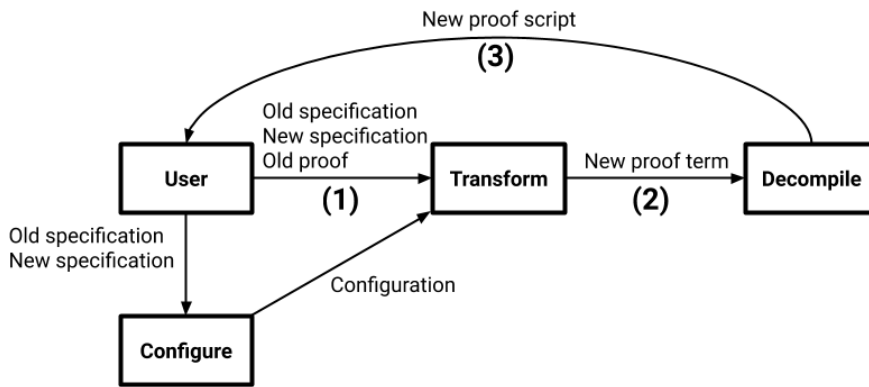 New proof script
(3)
Old specification
New specification
Old proof
User
(1)
Transform
New proof term
(2)
Decompile
Old specification
New specification
Configuration
Configure